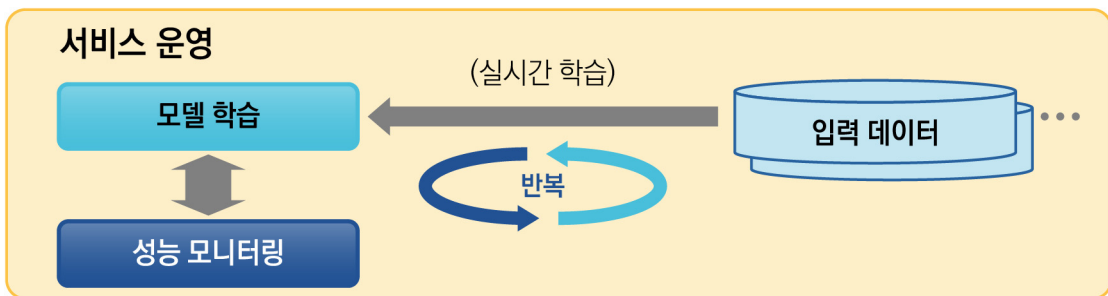 서비스 운영
(실시간 학습)
모델 학습
입력 데이터
반복
성능 모니터링